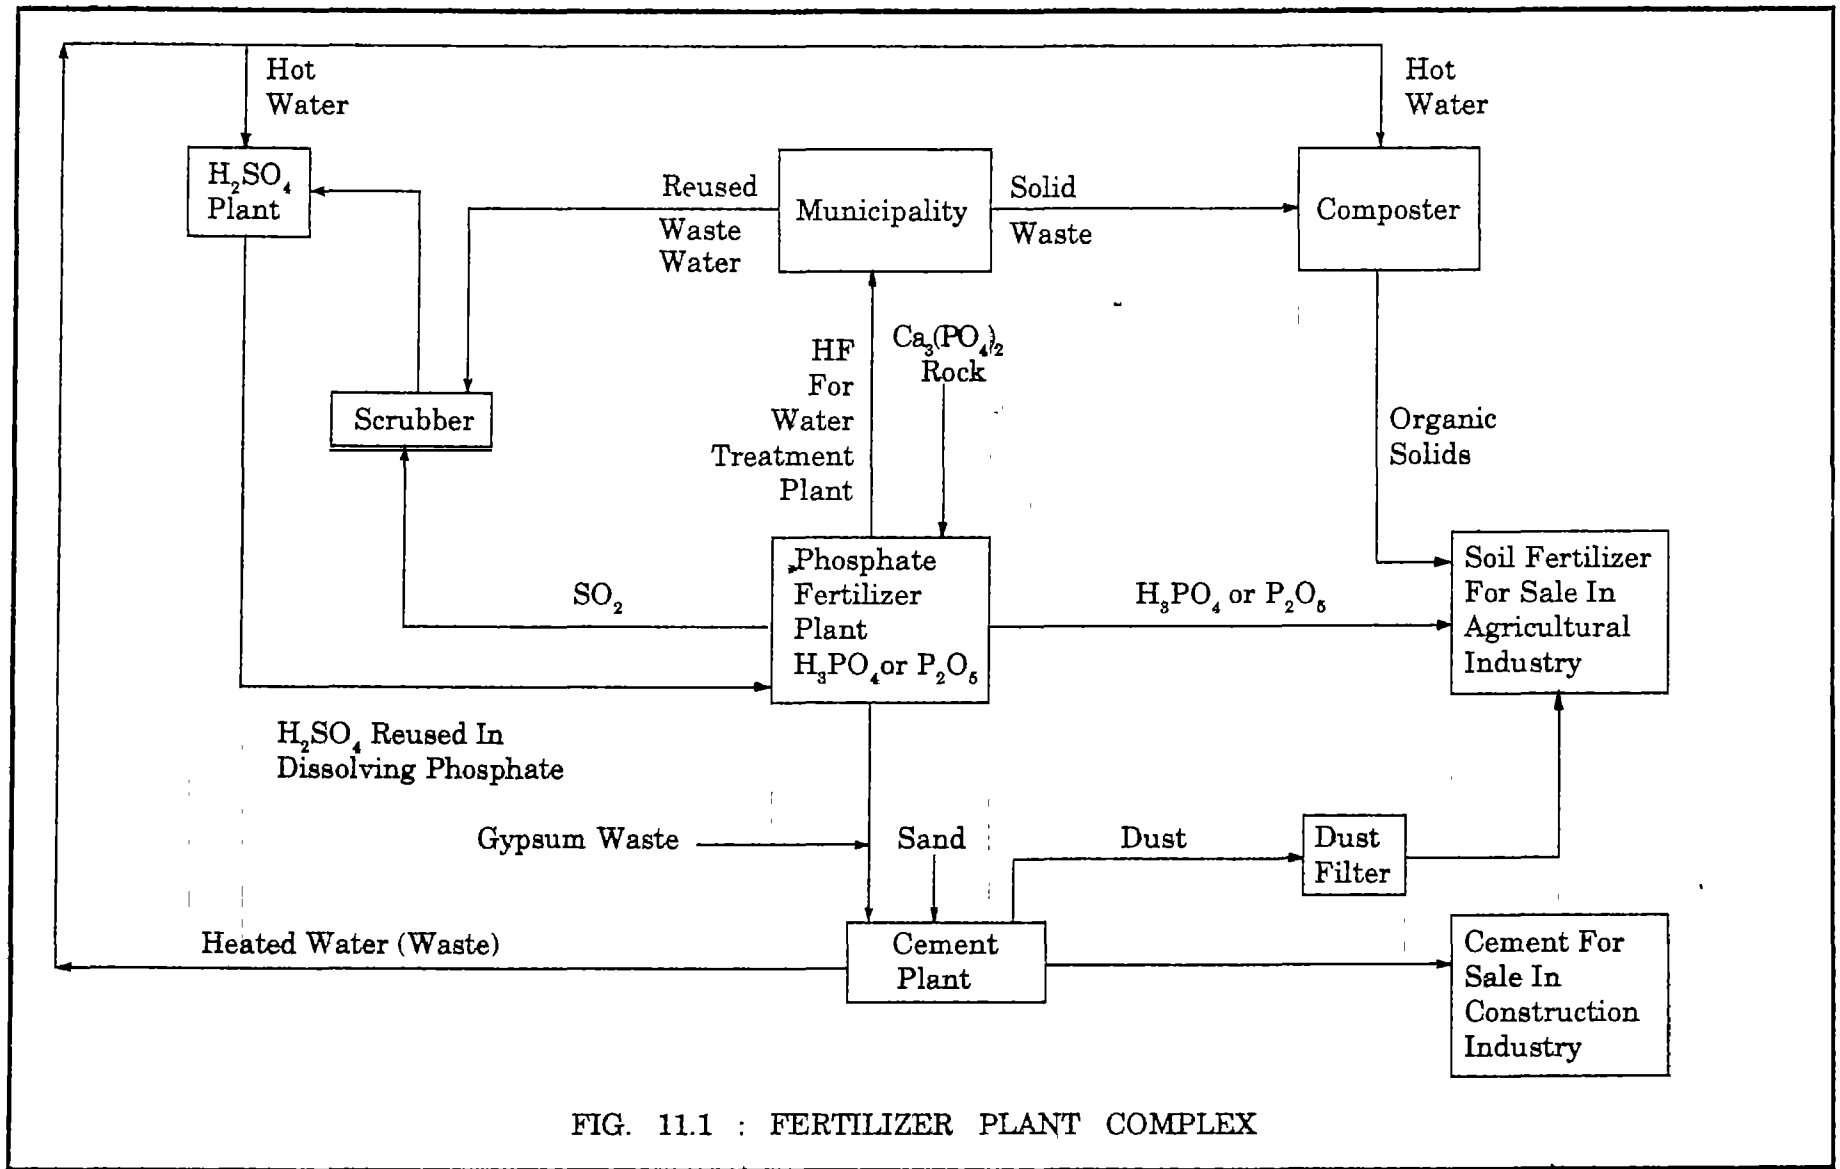 Hot
Water
Hot
Water
H₂SO₄
Plant
Reused
Waste
Water
Municipality
Solid
Waste
Composter
Scrubber
HF
For
Water
Treatment
Plant
Ca₃(PO₄)₂
Rock
Organic
Solids
SO₂
Phosphate
Fertilizer
Plant
H₃PO₄ or P₂O₅
H₃PO₄ or P₂O₅
Soil Fertilizer
For Sale In
Agricultural
Industry
H₂SO₄ Reused In
Dissolving Phosphate
Gypsum Waste
Sand
Dust
Dust
Filter
Heated Water (Waste)
Cement
Plant
Cement For
Sale In
Construction
Industry
FIG. 11.1 : FERTILIZER PLANT COMPLEX